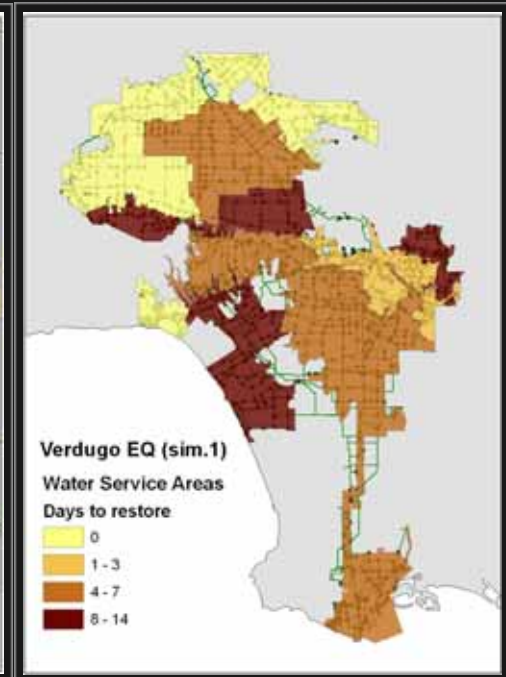 Verdugo EQ (sim.1)
Water Service Areas
Days to restore
0
1 - 3
4 - 7
8 - 14